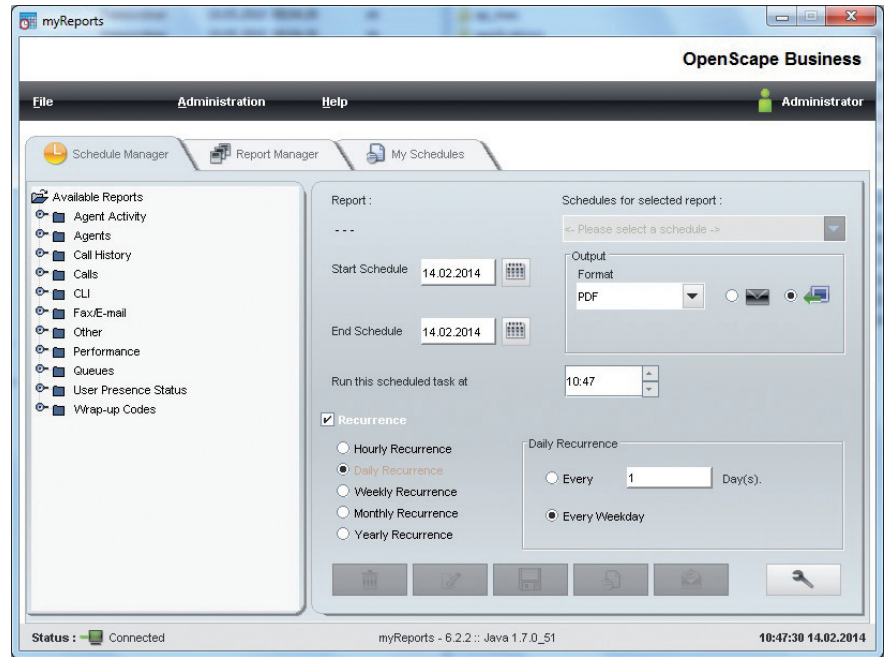 myReports
OpenScape Business
File Administration Help Administrator
Schedule Manager Report Manager My Schedules
Available Reports
Agent Activity
Agents
Call History
Calls
CLI
Fax/E-mail
Other
Performance
Queues
User Presence Status
Wrap-up Codes
Report :
Schedules for selected report :
---
<- Please select a schedule ->
Start Schedule 14.02.2014
Output
Format
PDF
End Schedule 14.02.2014
Run this scheduled task at 10:47
Recurrence
Hourly Recurrence
Daily Recurrence
Weekly Recurrence
Monthly Recurrence
Yearly Recurrence
Daily Recurrence
Every 1 Day(s).
Every Weekday
Status : Connected
myReports - 6.2.2 :: Java 1.7.0_51
10:47:30 14.02.2014